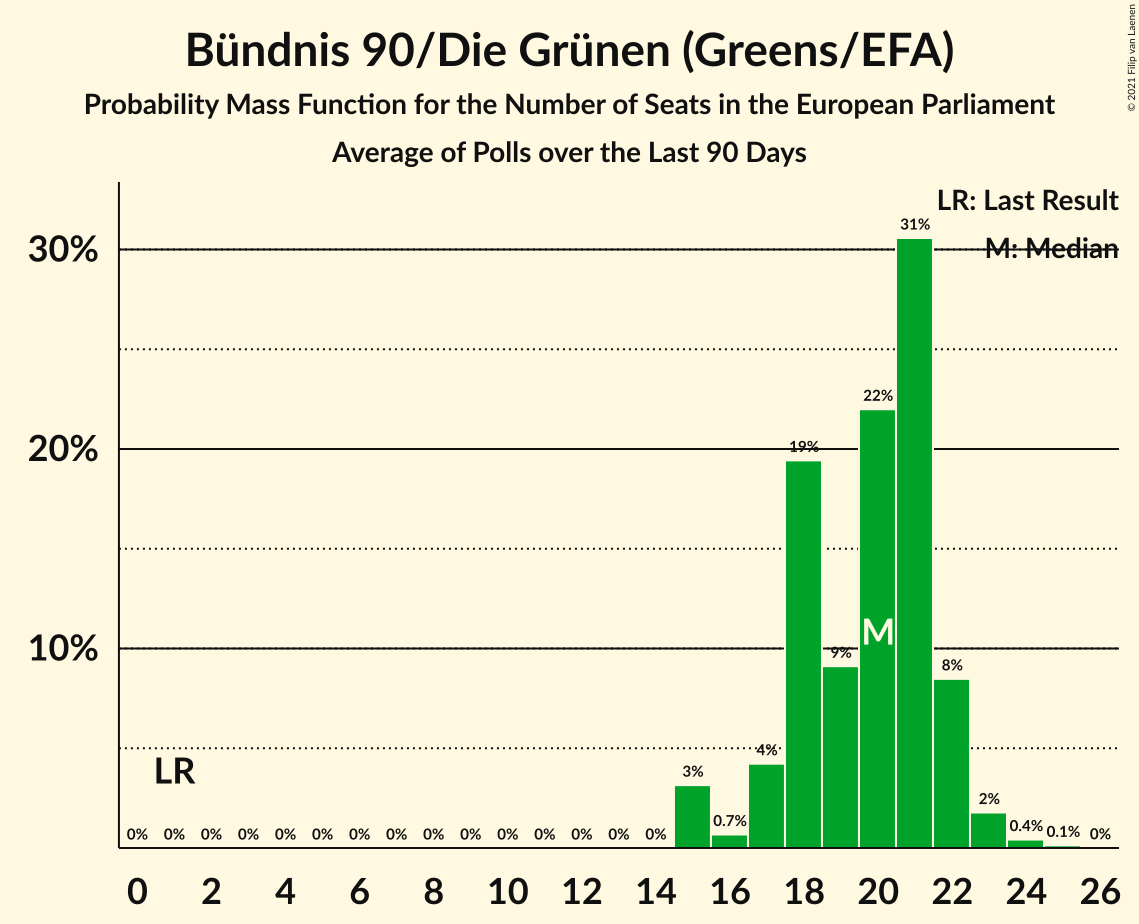 Bündnis 90/Die Grünen (Greens/EFA)
Probability Mass Function for the Number of Seats in the European Parliament
Average of Polls over the Last 90 Days
© 2021 Filip van Laenen
LR: Last Result
M: Median
30%
20%
10%
31%
22%
19%
9%
8%
4%
3%
2%
0.7%
0.4%
0.1%
M
LR
0% 0% 0% 0% 0% 0% 0% 0% 0% 0% 0% 0% 0% 0% 0% 0%
0 2 4 6 8 10 12 14 16 18 20 22 24 26